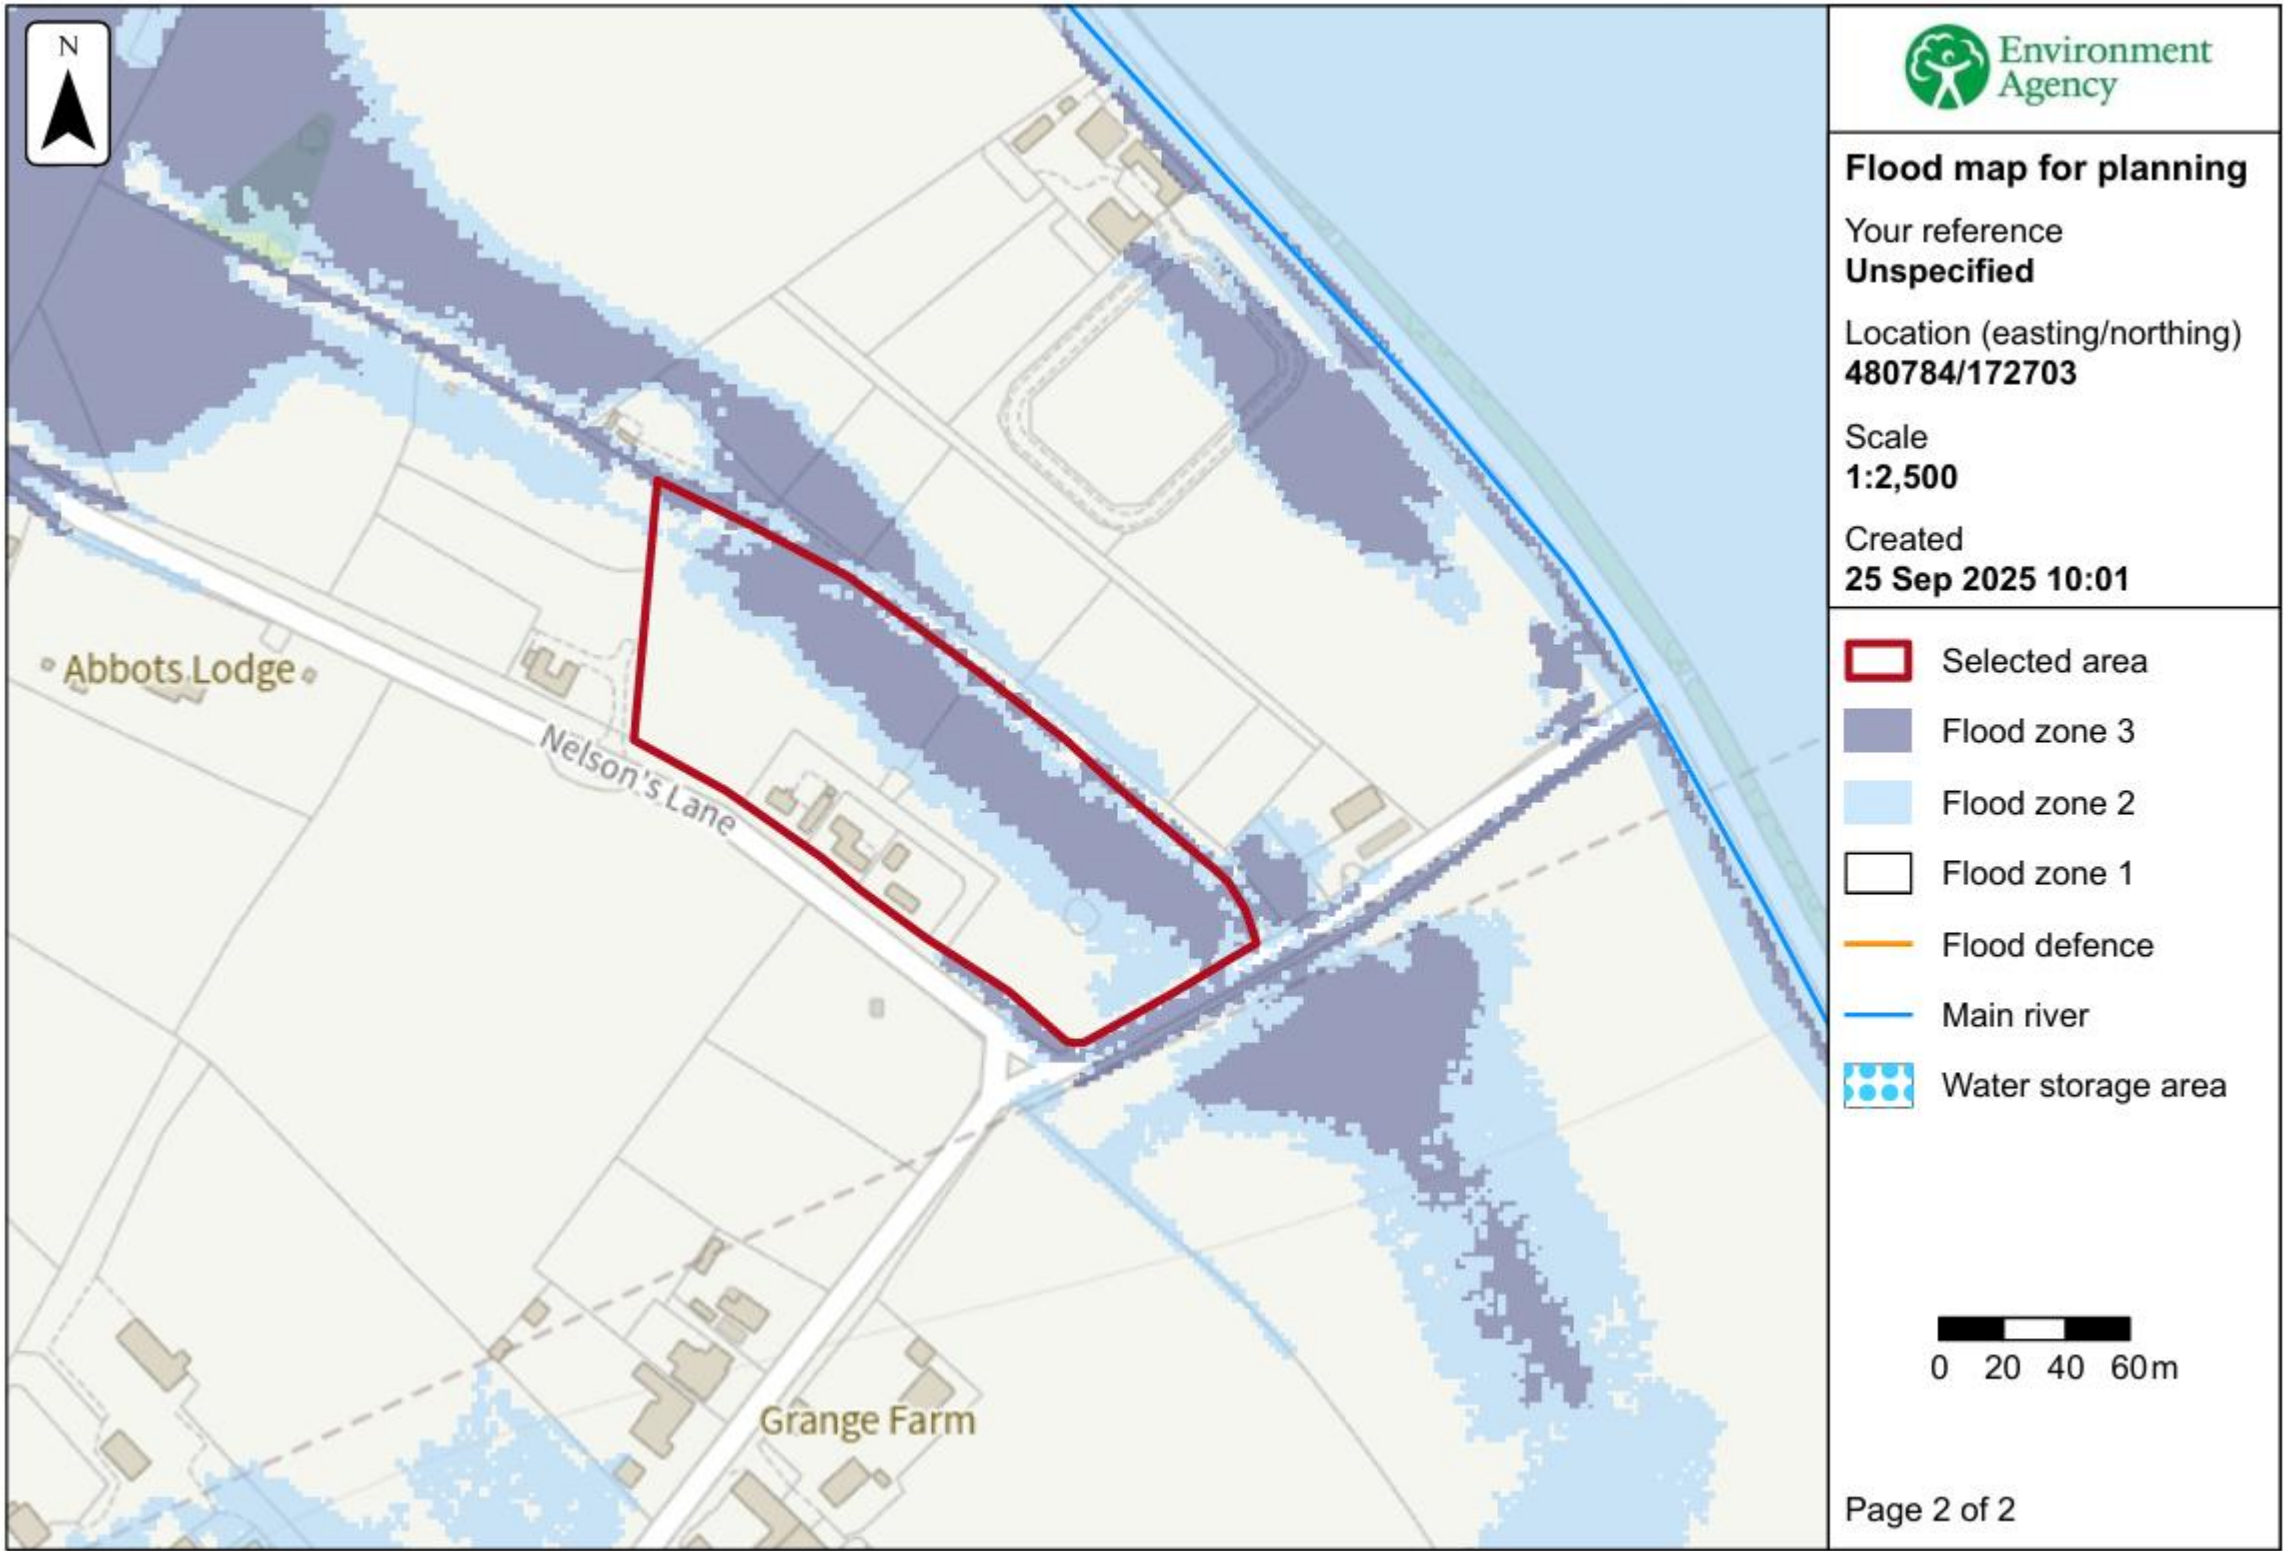 N
Abbots Lodge
Nelson's Lane
Grange Farm
Environment
Agency
Flood map for planning
Your reference
Unspecified
Location (easting/northing)
480784/172703
Scale
1:2,500
Created
25 Sep 2025 10:01
Selected area
Flood zone 3
Flood zone 2
Flood zone 1
Flood defence
Main river
Water storage area
0 20 40 60m
Page 2 of 2